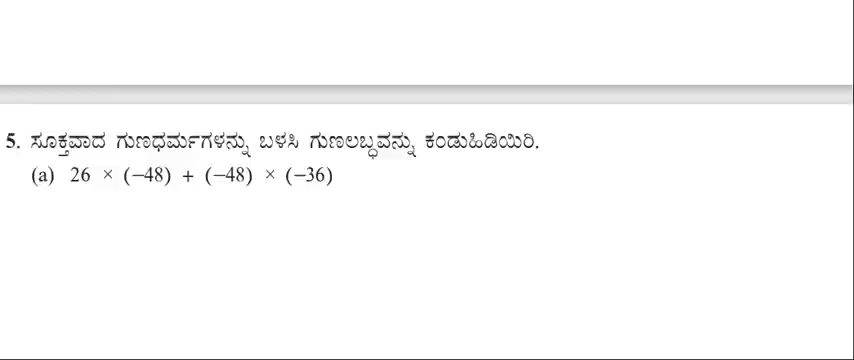 5. ಸೂಕ್ತವಾದ ಗುಣಧರ್ಮಗಳನ್ನು ಬಳಸಿ ಗುಣಲಬ್ಧವನ್ನು ಕಂಡುಹಿಡಿಯಿರಿ.
(a) 26 × (−48) + (−48) × (−36)